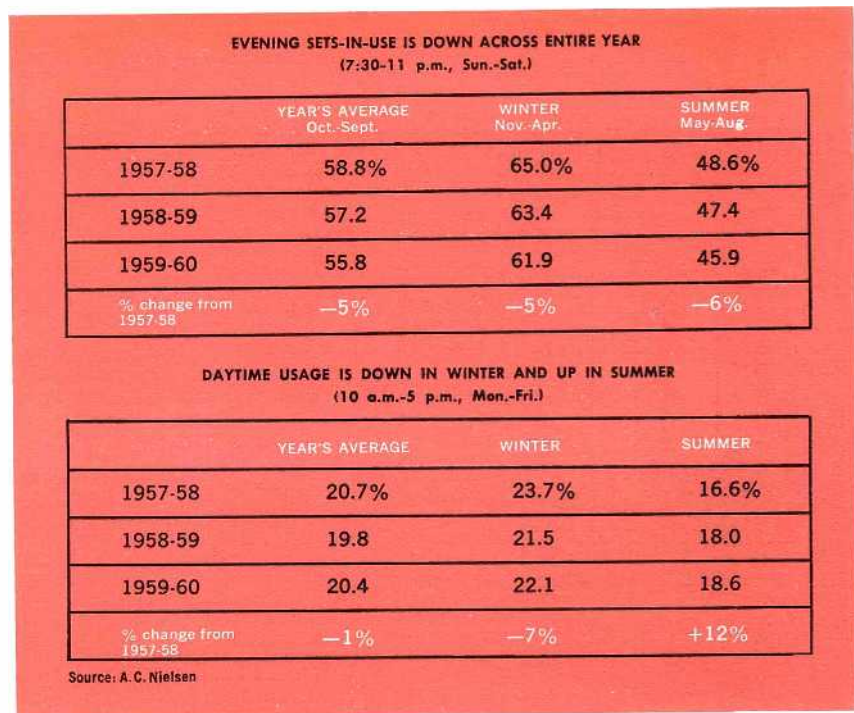 EVENING SETS-IN-USE IS DOWN ACROSS ENTIRE YEAR
(7:30-11 p.m., Sun.-Sat.)
YEAR'S AVERAGE WINTER SUMMER
Oct.-Sept. Nov.-Apr. May-Aug.
1957-58 58.8% 65.0% 48.6%
1958-59 57.2 63.4 47.4
1959-60 55.8 61.9 45.9
% change from
1957-58 —5% —5% —6%
DAYTIME USAGE IS DOWN IN WINTER AND UP IN SUMMER
(10 a.m.-5 p.m., Mon.-Fri.)
YEAR'S AVERAGE WINTER SUMMER
1957-58 20.7% 23.7% 16.6%
1958-59 19.8 21.5 18.0
1959-60 20.4 22.1 18.6
% change from
1957-58 —1% —7% +12%
Source: A.C. Nielsen